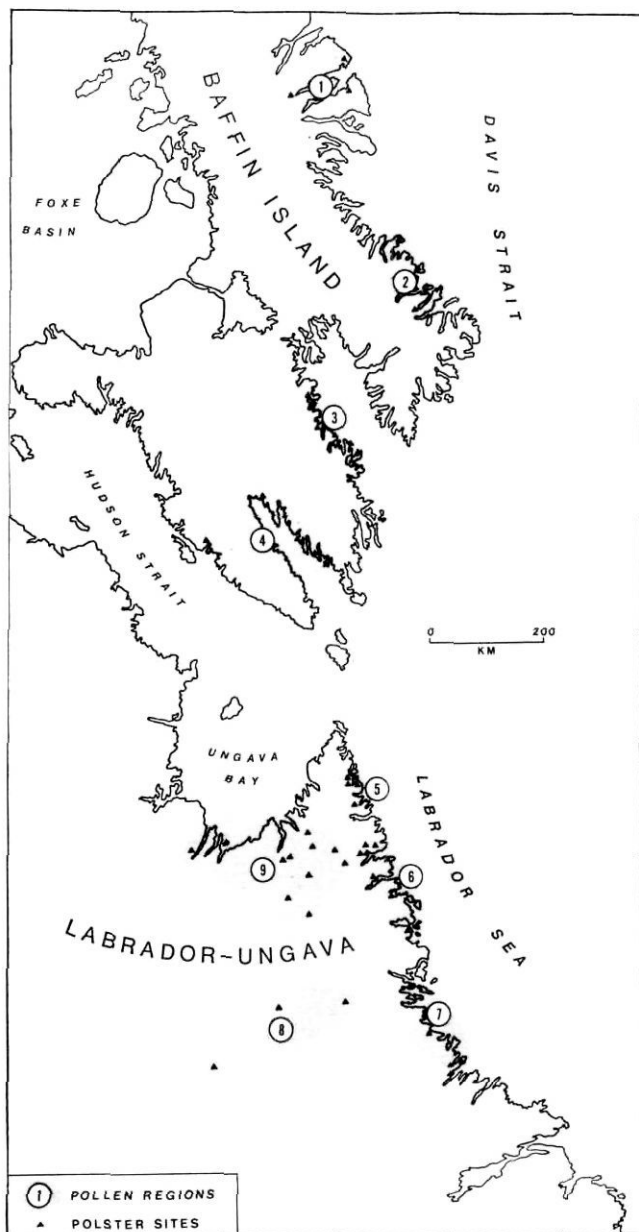 1
BAFFIN ISLAND
DAVIS STRAIT
FOXE
BASIN
2
3
HUDSON STRAIT
4
0 200
KM
UNGAVA
BAY
5
LABRADOR SEA
9
6
LABRADOR-UNGAVA
7
8
1 POLLEN REGIONS
POLSTER SITES